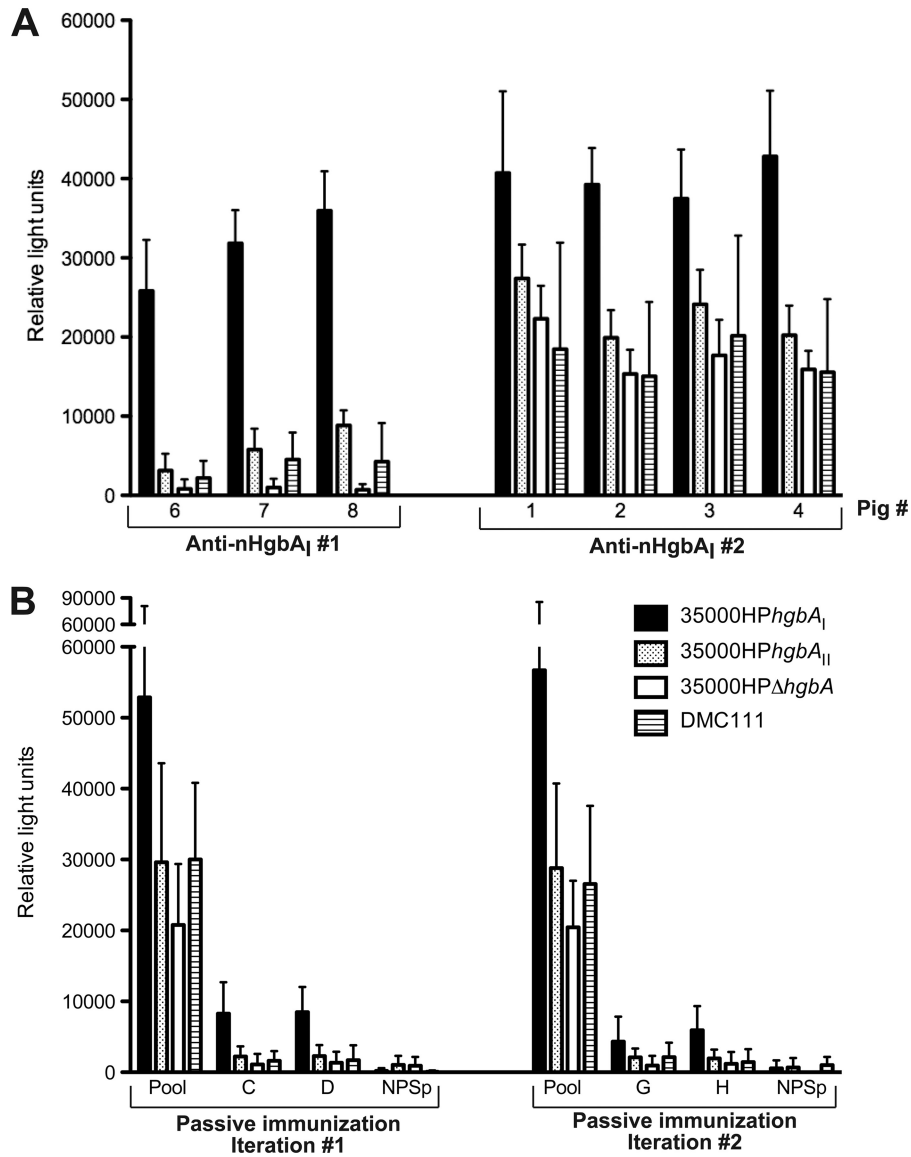 A
60000
50000
40000
30000
20000
10000
0
Relative light units
6 7 8 1 2 3 4 Pig #
Anti-nHgbAI #1 Anti-nHgbAI #2
B
90000
60000
60000
50000
40000
30000
20000
10000
0
Relative light units
35000HPhgbAI
35000HPhgbAII
35000HPΔhgbA
DMC111
Pool C D NPSp Pool G H NPSp
Passive immunization
Iteration #1
Passive immunization
Iteration #2